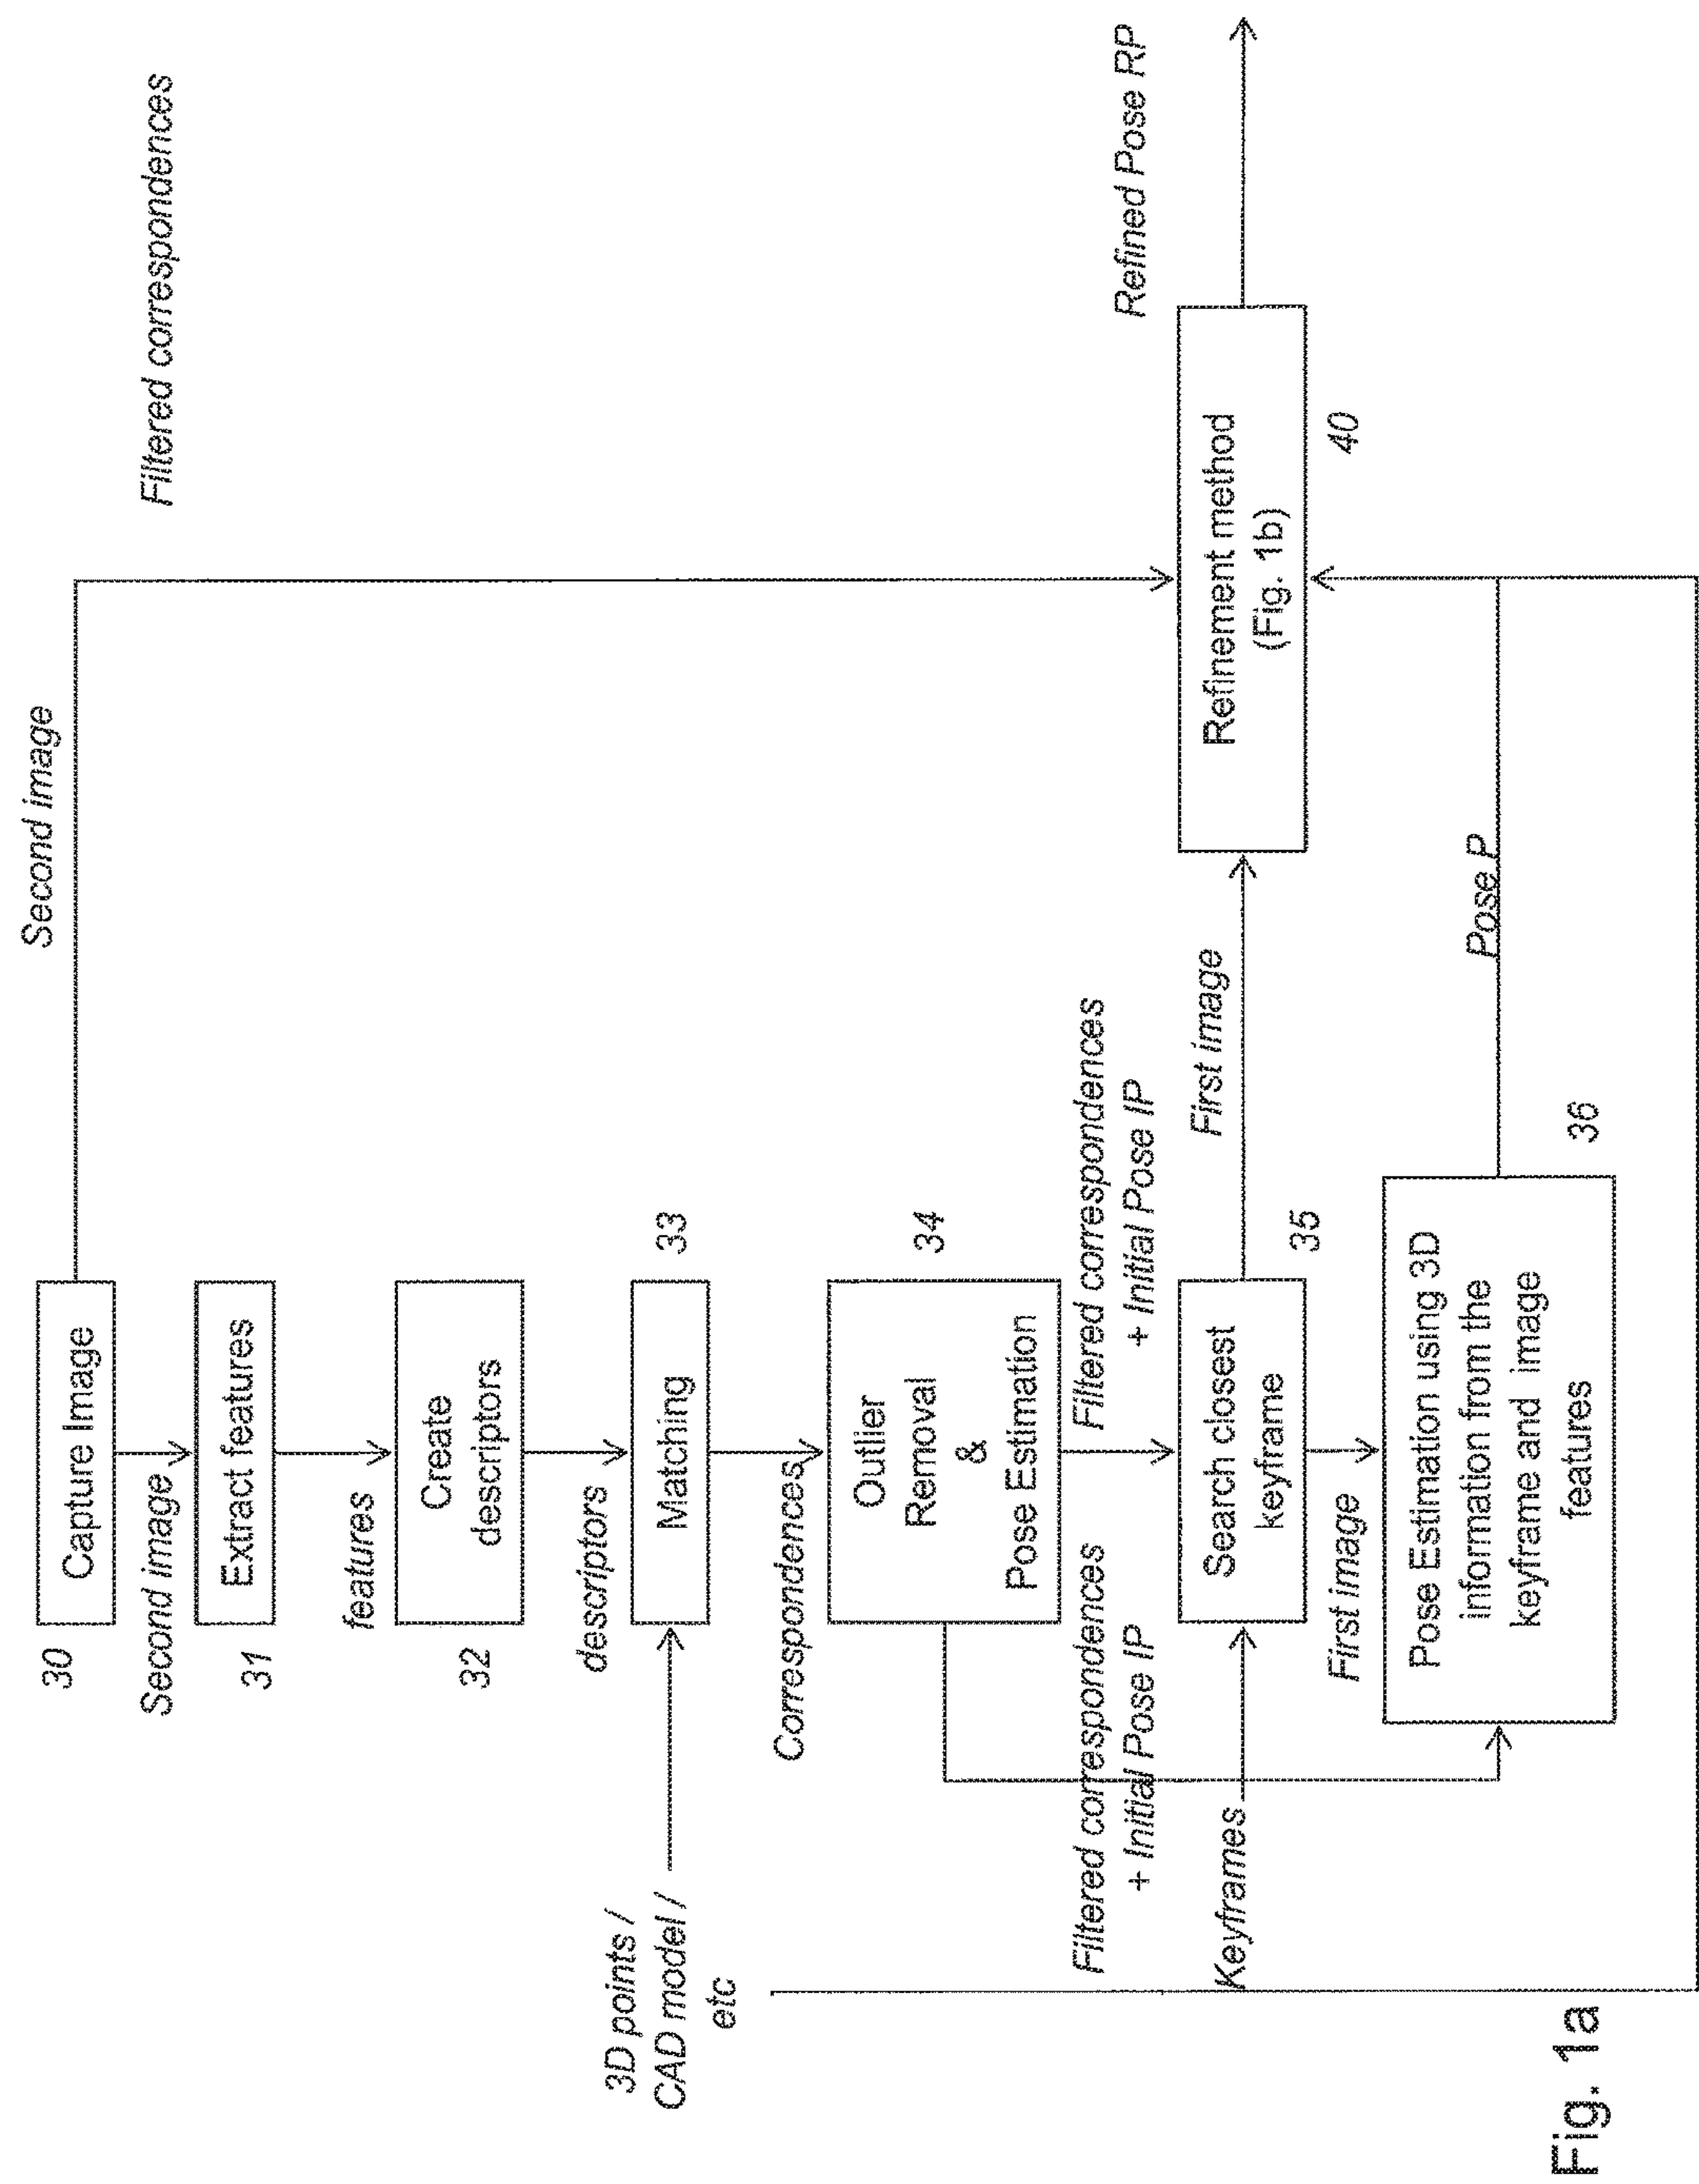 Second image
Filtered correspondences
30
Capture Image
Second image
31
Extract features
features
32
Create
descriptors
descriptors
3D points /
CAD model /
etc
Matching
33
Correspondences
Outlier
Removal
&
Pose Estimation
34
Filtered correspondences
+ Initial Pose IP
Filtered correspondences
+ Initial Pose IP
Keyframes
Search closest
keyframe
35
First image
First image
Pose Estimation using 3D
information from the
keyframe and image
features
36
Pose P
Refinement method
(Fig. 1b)
40
Refined Pose RP
Fig. 1a